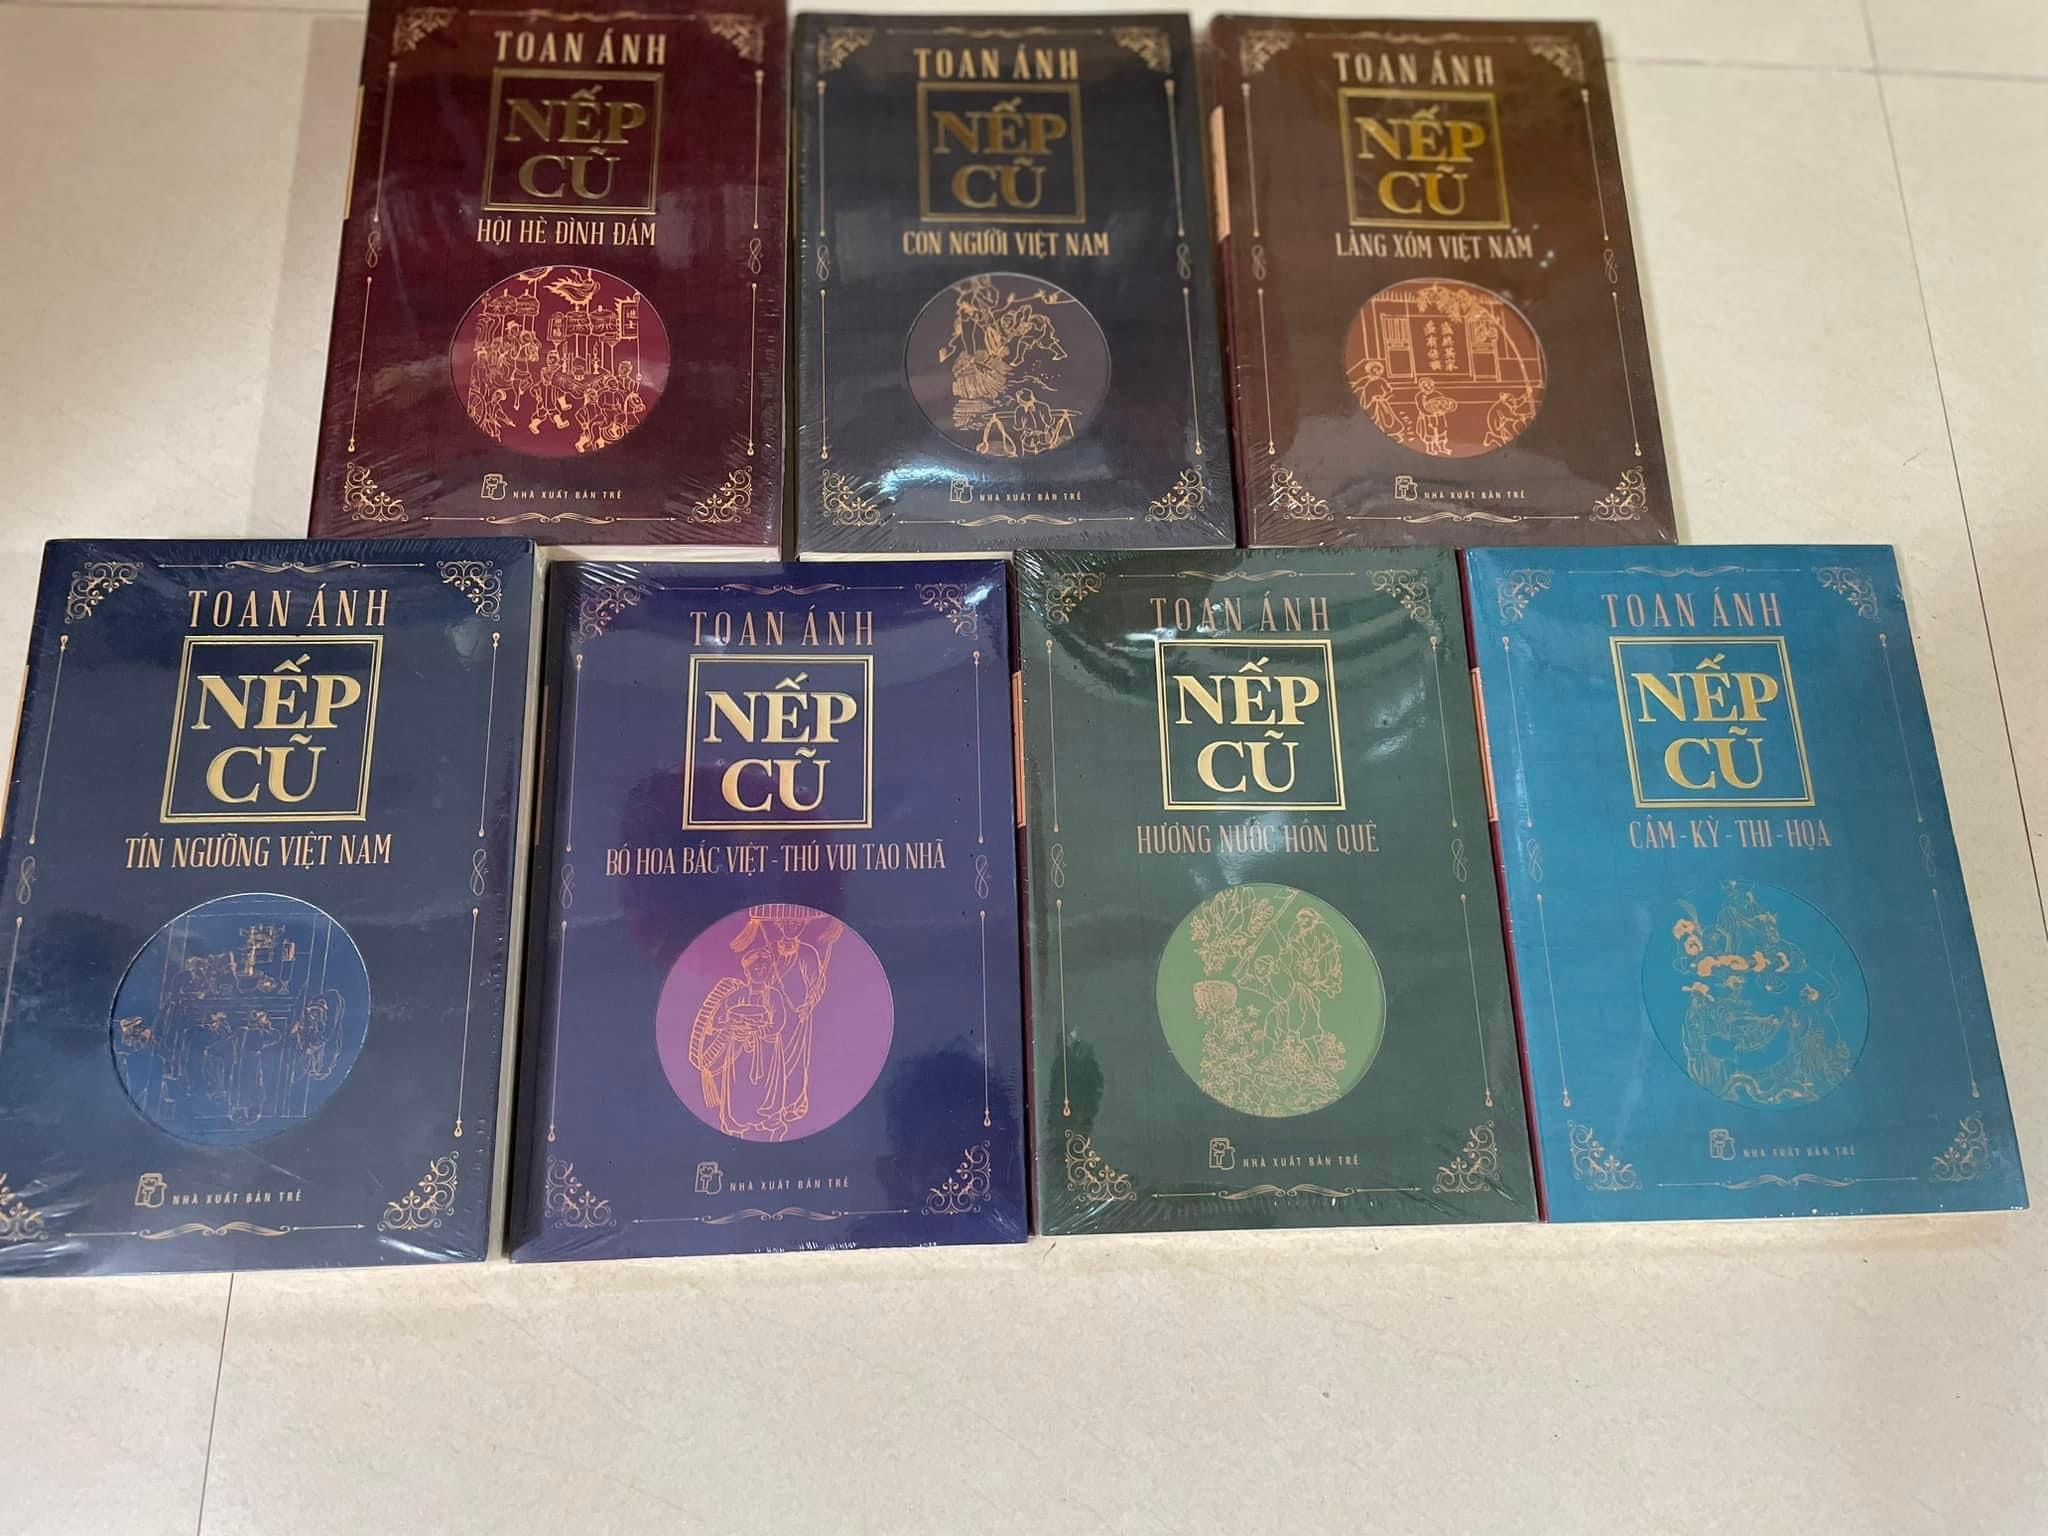 TOAN ÁNH
NẾP
CŨ
HỘI HÈ ĐÌNH ĐÁM
NHÀ XUẤT BẢN TRẺ
TOAN ÁNH
NẾP
CŨ
CON NGƯỜI VIỆT NAM
NHÀ XUẤT BẢN TRẺ
TOAN ÁNH
NẾP
CŨ
LÀNG XÓM VIỆT NAM
NHÀ XUẤT BẢN TRẺ
TOAN ÁNH
NẾP
CŨ
TÍN NGƯỠNG VIỆT NAM
NHÀ XUẤT BẢN TRẺ
TOAN ÁNH
NẾP
CŨ
BÓ HOA BẮC VIỆT - THÚ VUI TAO NHÃ
NHÀ XUẤT BẢN TRẺ
TOAN ÁNH
NẾP
CŨ
HƯƠNG NƯỚC HỒN QUÊ
NHÀ XUẤT BẢN TRẺ
TOAN ÁNH
NẾP
CŨ
CẦM - KỲ - THI - HỌA
NHÀ XUẤT BẢN TRẺ